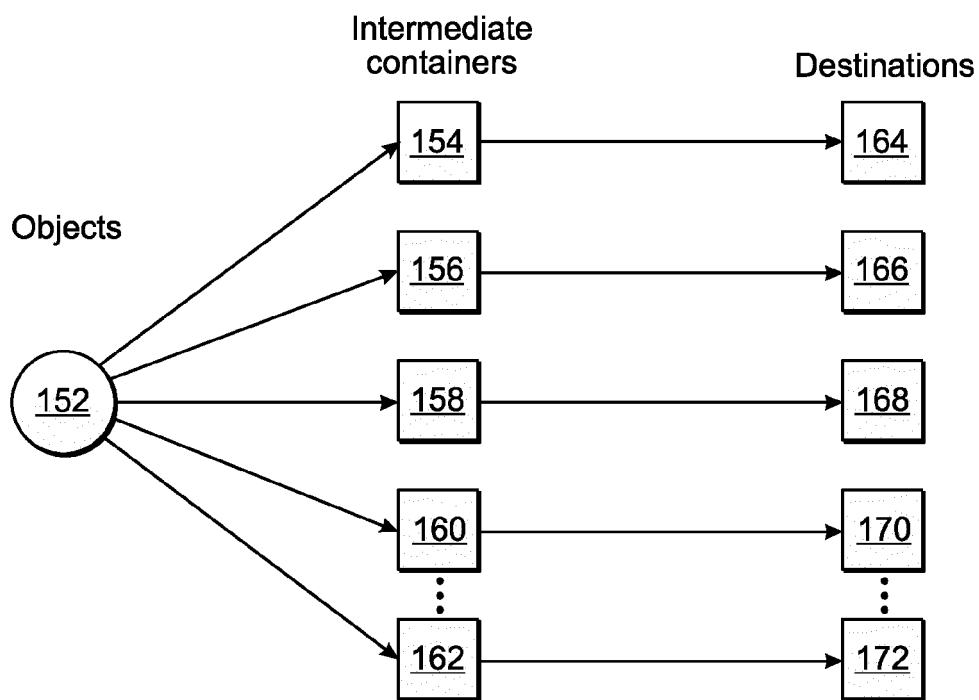 Intermediate
containers
Destinations
154
164
Objects
156
166
152
158
168
160
170
162
172